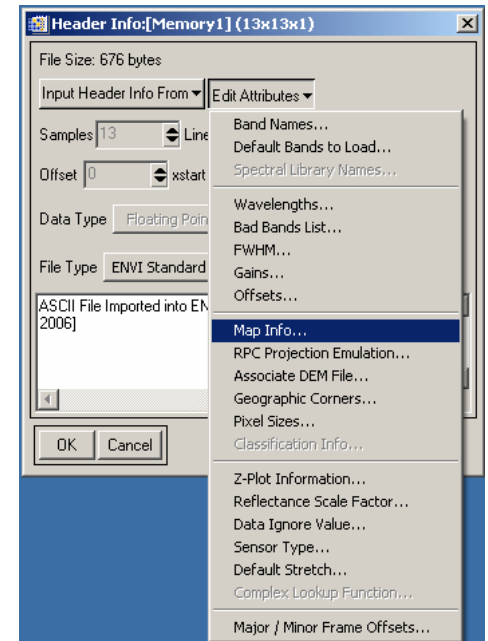 Header Info:[Memory1] (13x13x1)
File Size: 676 bytes
Input Header Info From Edit Attributes
Samples 13 Line
Offset 0 xstart
Data Type Floating Poin
File Type ENVI Standard
ASCII File Imported into EN
2006]
OK Cancel
Band Names...
Default Bands to Load...
Spectral Library Names...
Wavelengths...
Bad Bands List...
FWHM...
Gains...
Offsets...
Map Info...
RPC Projection Emulation...
Associate DEM File...
Geographic Corners...
Pixel Sizes...
Classification Info...
Z-Plot Information...
Reflectance Scale Factor...
Data Ignore Value...
Sensor Type...
Default Stretch...
Complex Lookup Function...
Major / Minor Frame Offsets...